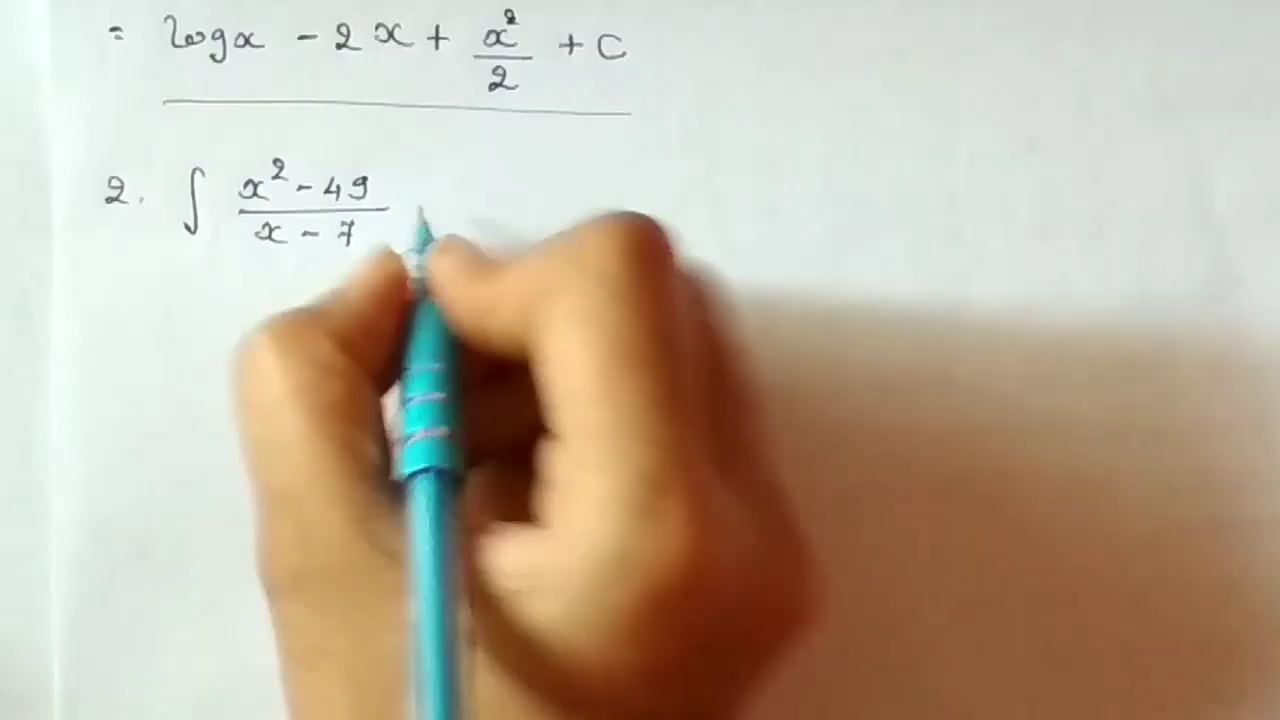 = log x - 2x + x²/2 + C
2. ∫ x² - 49 / x - 7